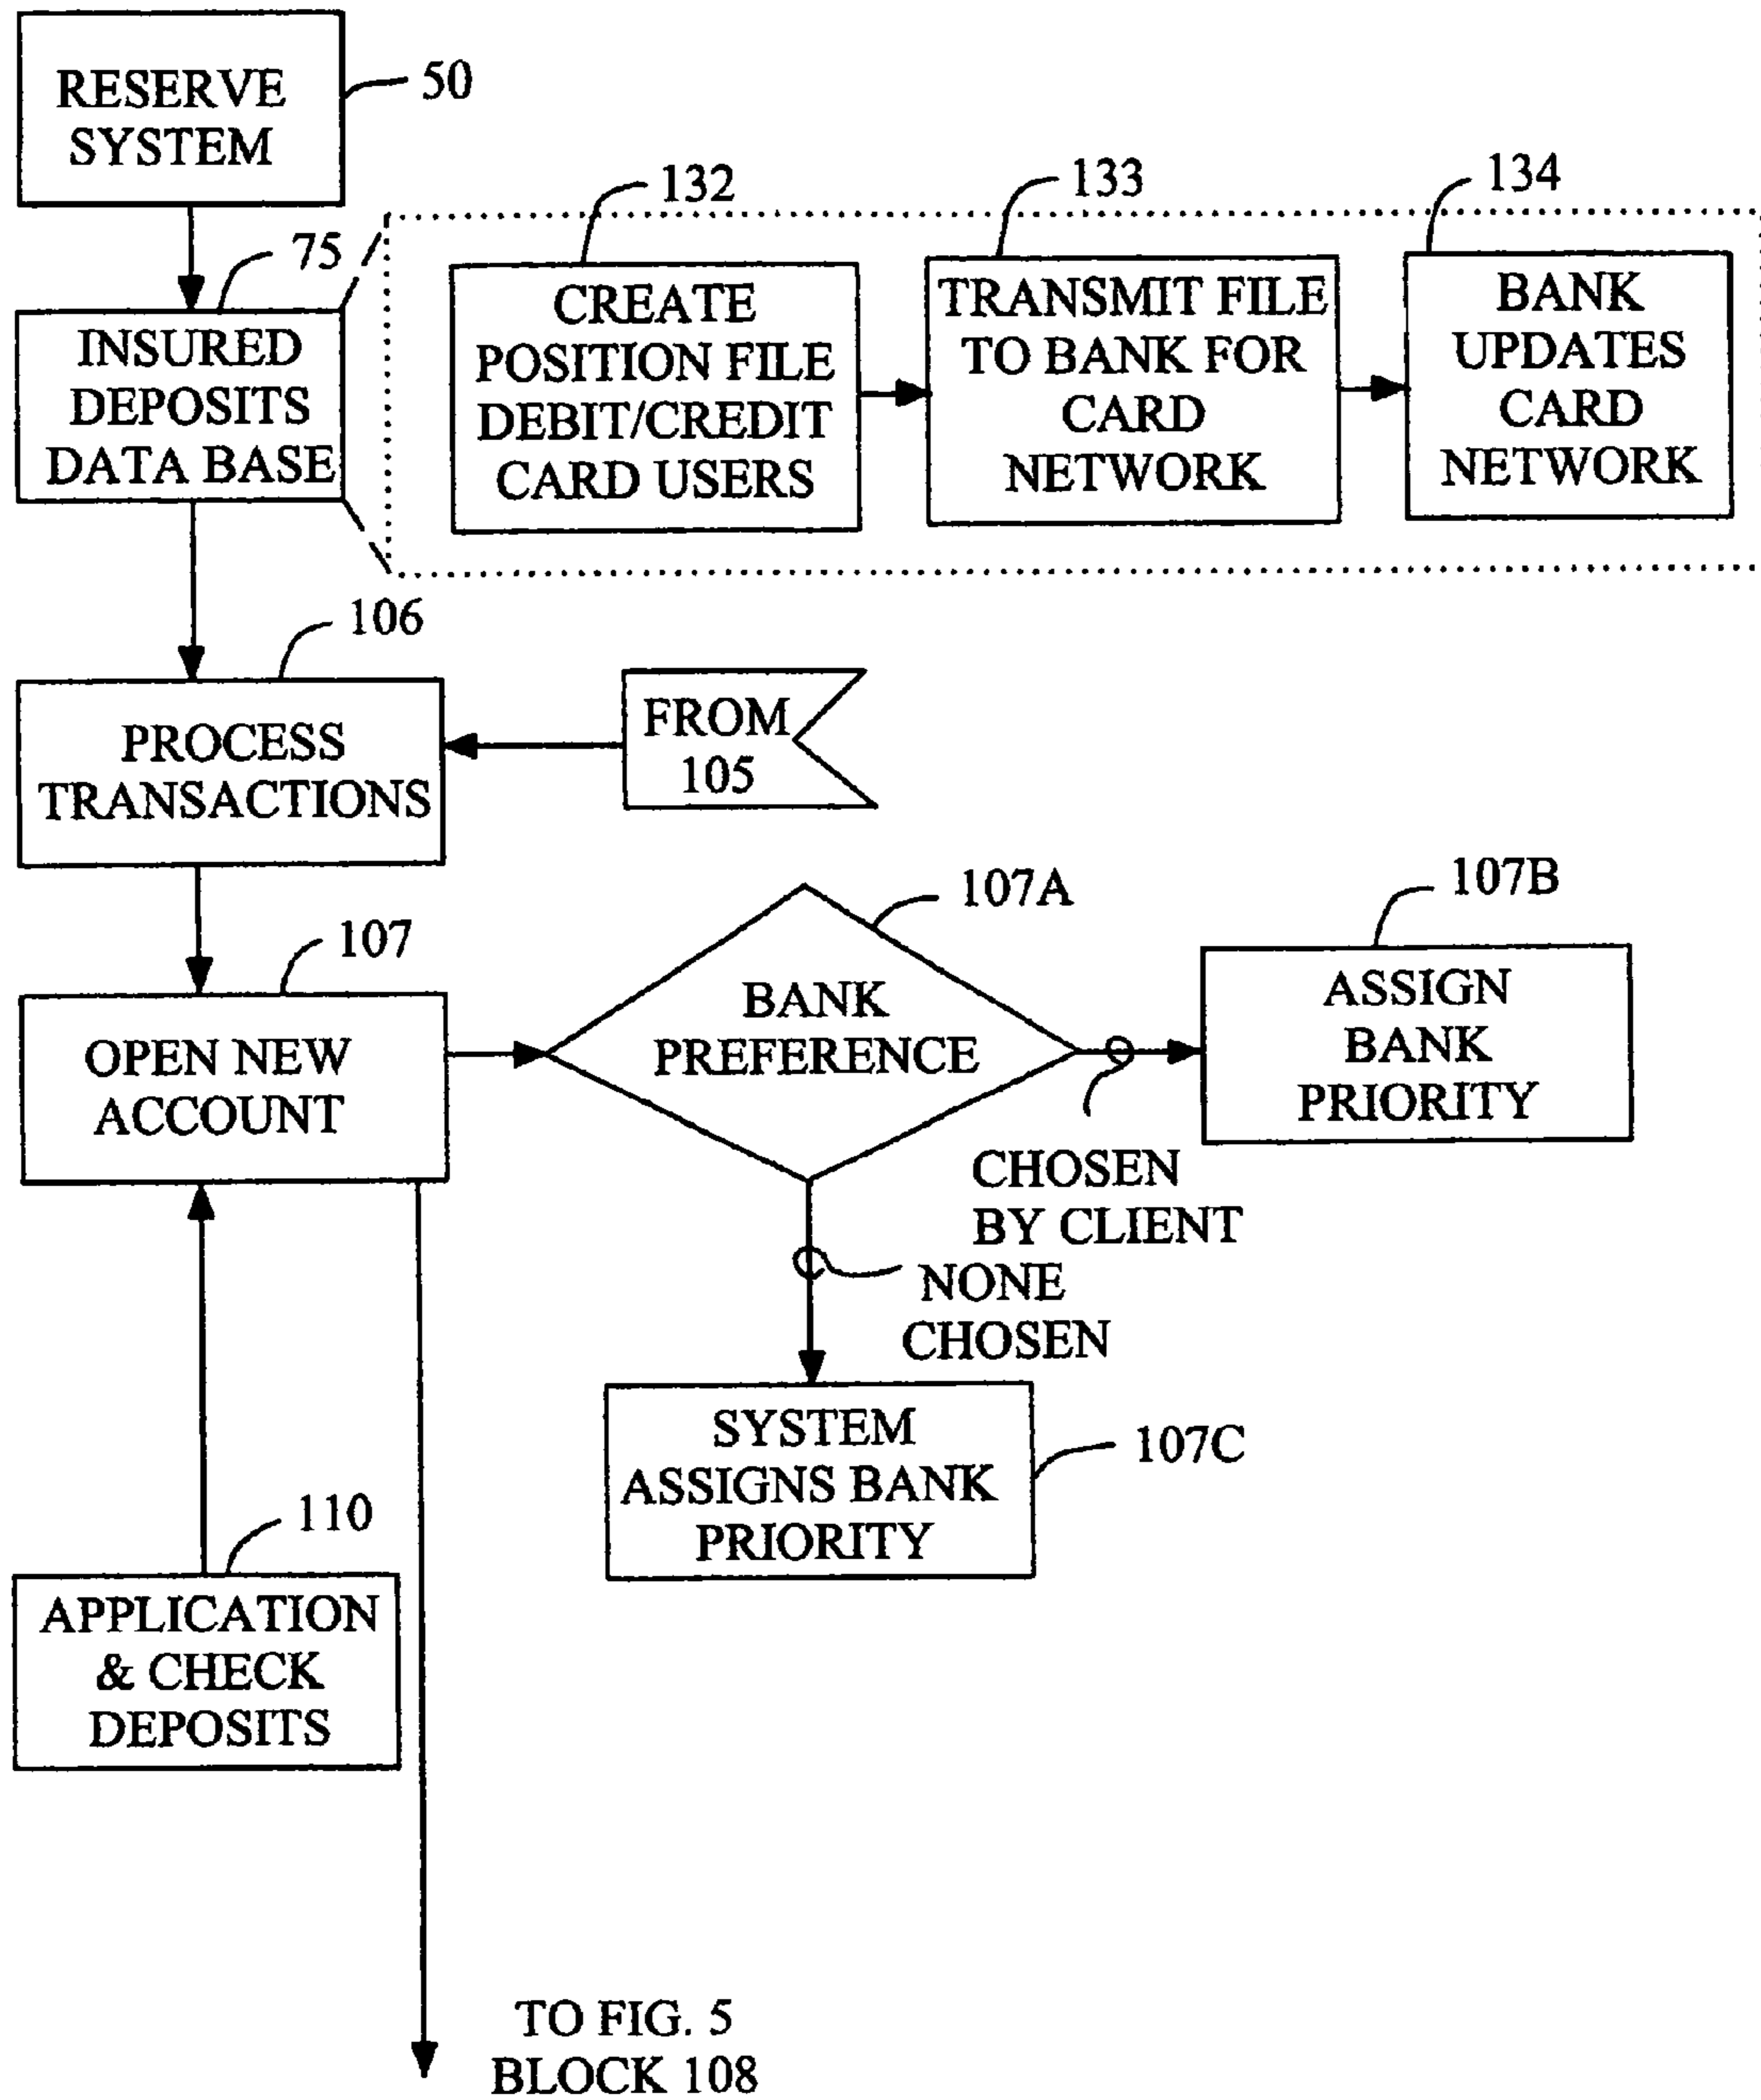 RESERVE
SYSTEM
50
132
133
134
75
INSURED
DEPOSITS
DATA BASE
CREATE
POSITION FILE
DEBIT/CREDIT
CARD USERS
TRANSMIT FILE
TO BANK FOR
CARD
NETWORK
BANK
UPDATES
CARD
NETWORK
106
PROCESS
TRANSACTIONS
FROM
105
107
OPEN NEW
ACCOUNT
107A
BANK
PREFERENCE
107B
ASSIGN
BANK
PRIORITY
CHOSEN
BY CLIENT
NONE
CHOSEN
SYSTEM
ASSIGNS BANK
PRIORITY
107C
110
APPLICATION
& CHECK
DEPOSITS
TO FIG. 5
BLOCK 108